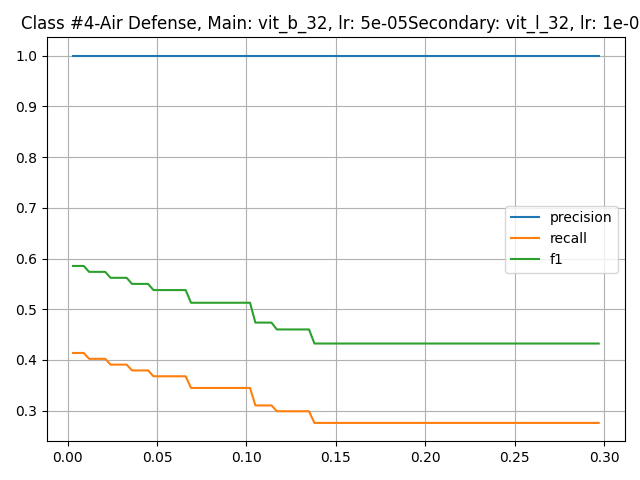 Class #4-Air Defense, Main: vit_b_32, lr: 5e-05Secondary: vit_l_32, lr: 1e-0
1.0
0.9
0.8
0.7
0.6
0.5
0.4
0.3
precision
recall
f1
0.00 0.05 0.10 0.15 0.20 0.25 0.30